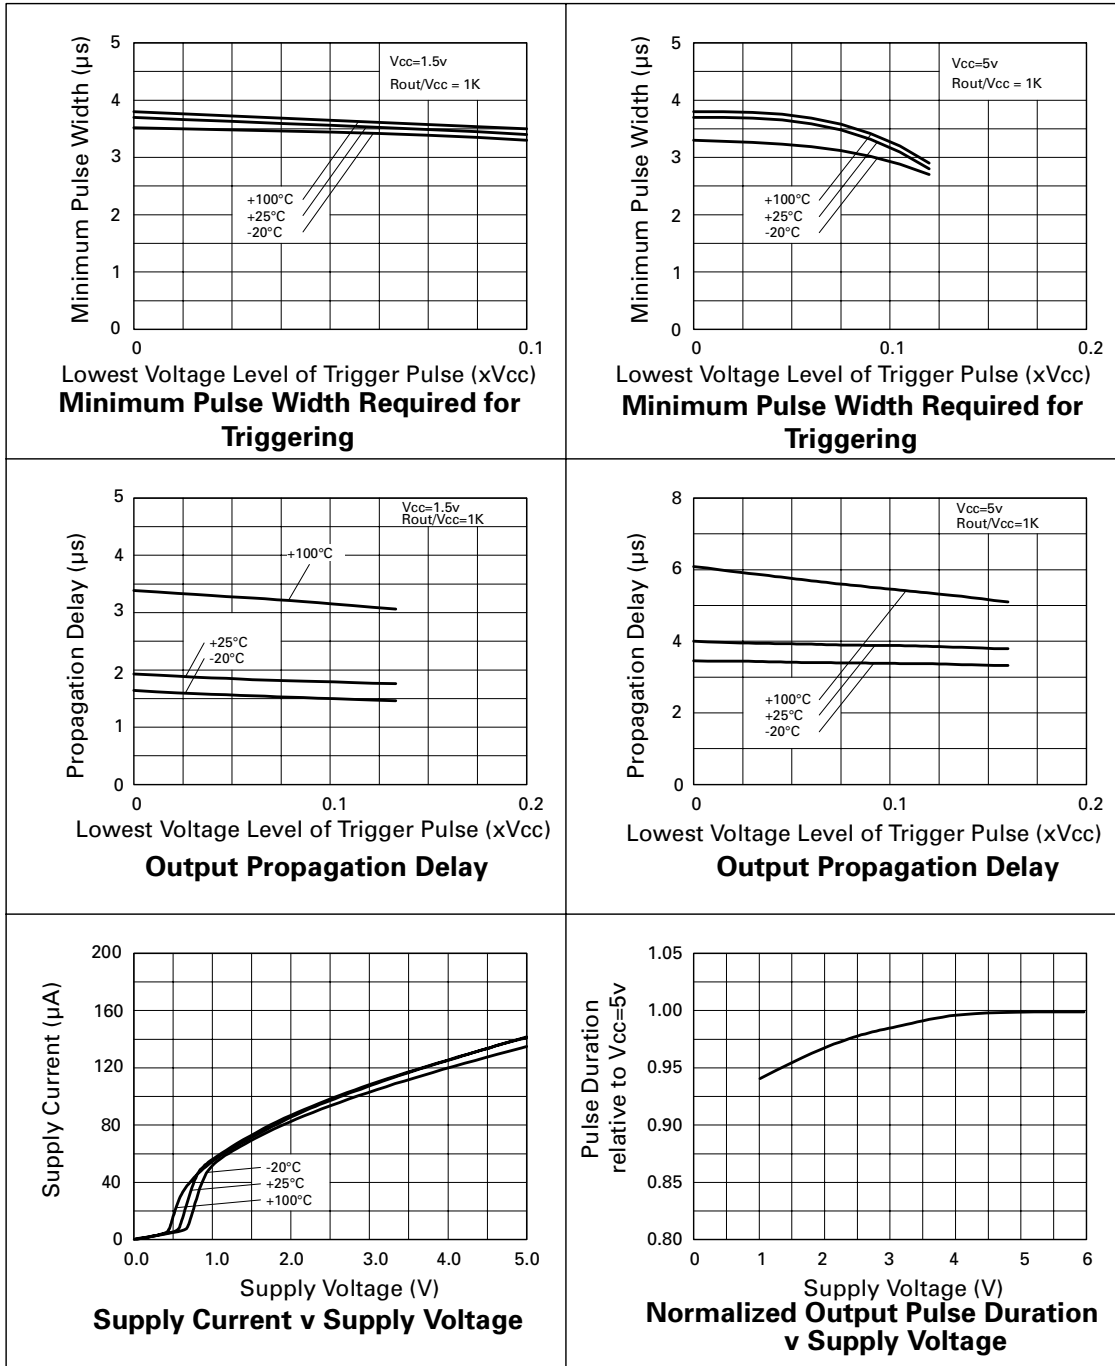 5
4
3
2
1
0
Minimum Pulse Width (µs)
Vcc=1.5v
Rout/Vcc = 1K
+100°C
+25°C
-20°C
0
0.1
Lowest Voltage Level of Trigger Pulse (xVcc)
Minimum Pulse Width Required for
Triggering
5
4
3
2
1
0
Minimum Pulse Width (µs)
Vcc=5v
Rout/Vcc = 1K
+100°C
+25°C
-20°C
0
0.1
0.2
Lowest Voltage Level of Trigger Pulse (xVcc)
Minimum Pulse Width Required for
Triggering
5
4
3
2
1
0
Propagation Delay (µs)
Vcc=1.5v
Rout/Vcc=1K
+100°C
+25°C
-20°C
0
0.1
0.2
Lowest Voltage Level of Trigger Pulse (xVcc)
Output Propagation Delay
8
6
4
2
0
Propagation Delay (µs)
Vcc=5v
Rout/Vcc=1K
+100°C
+25°C
-20°C
0
0.1
0.2
Lowest Voltage Level of Trigger Pulse (xVcc)
Output Propagation Delay
200
160
120
80
40
0
Supply Current (µA)
-20°C
+25°C
+100°C
0.0
1.0
2.0
3.0
4.0
5.0
Supply Voltage (V)
Supply Current v Supply Voltage
1.05
1.00
0.95
0.90
0.85
0.80
Pulse Duration
relative to Vcc=5v
0
1
2
3
4
5
6
Supply Voltage (V)
Normalized Output Pulse Duration
v Supply Voltage